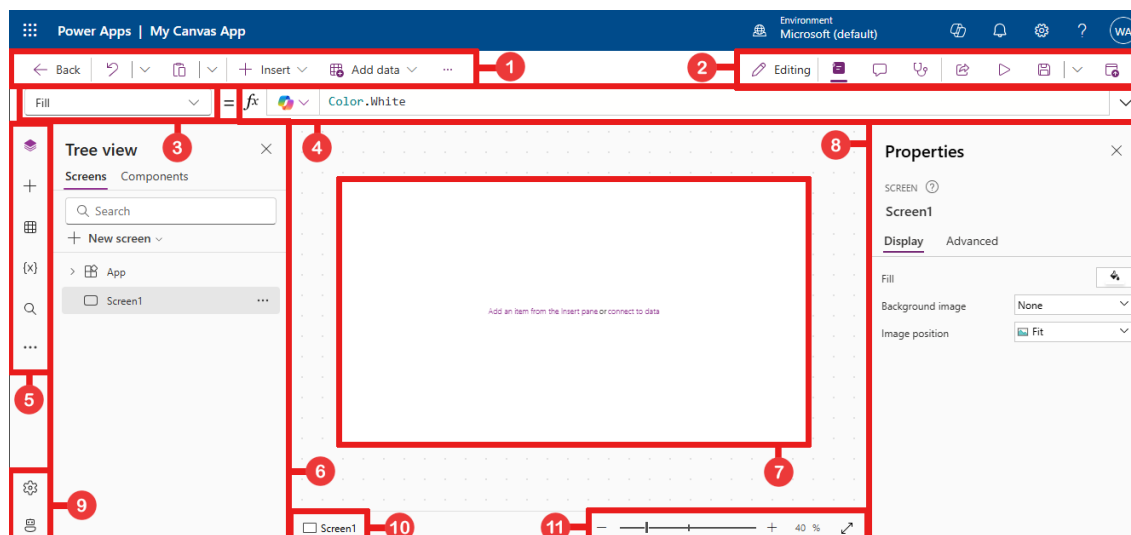 Power Apps | My Canvas App
Environment
Microsoft (default)
WA
Back
Insert
Add data
...
1
2
Editing
Fill
=
fx
Color.White
3
4
8
Tree view
Screens Components
Search
New screen
{x}
App
Screen1
...
...
5
Add an item from the Insert pane or connect to data
Properties
SCREEN ?
Screen1
Display Advanced
Fill
Background image None
Image position Fit
6
7
9
Screen1
10
11
40 %